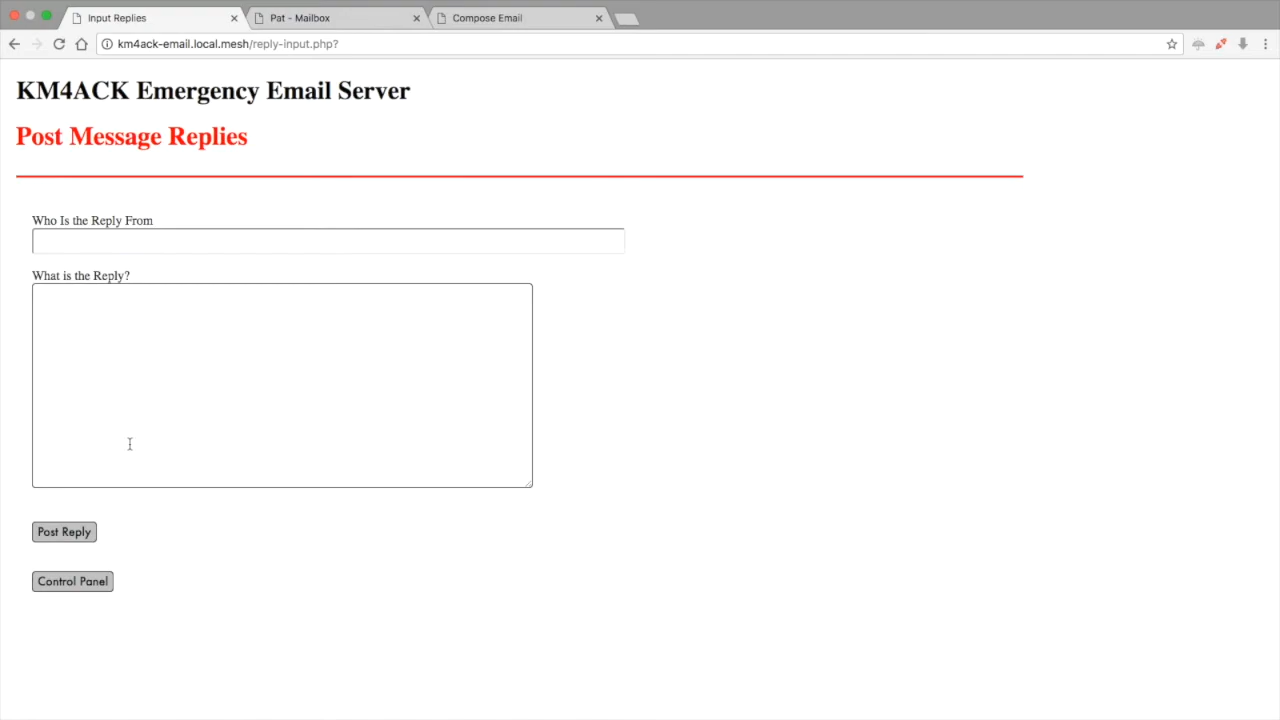 Input Replies
Pat - Mailbox
Compose Email
km4ack-email.local.mesh/reply-input.php?
KM4ACK Emergency Email Server
Post Message Replies
Who Is the Reply From
What is the Reply?
Post Reply
Control Panel